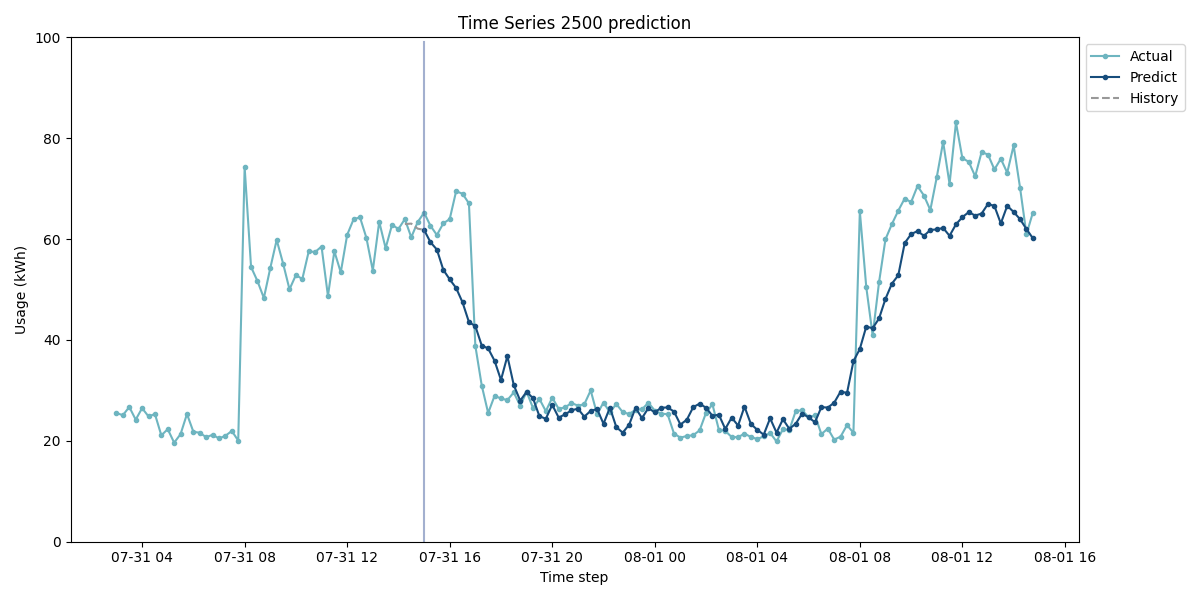 Time Series 2500 prediction
100
80
60
40
20
0
Usage (kWh)
07-31 04
07-31 08
07-31 12
07-31 16
07-31 20
08-01 00
08-01 04
08-01 08
08-01 12
08-01 16
Time step
Actual
Predict
History